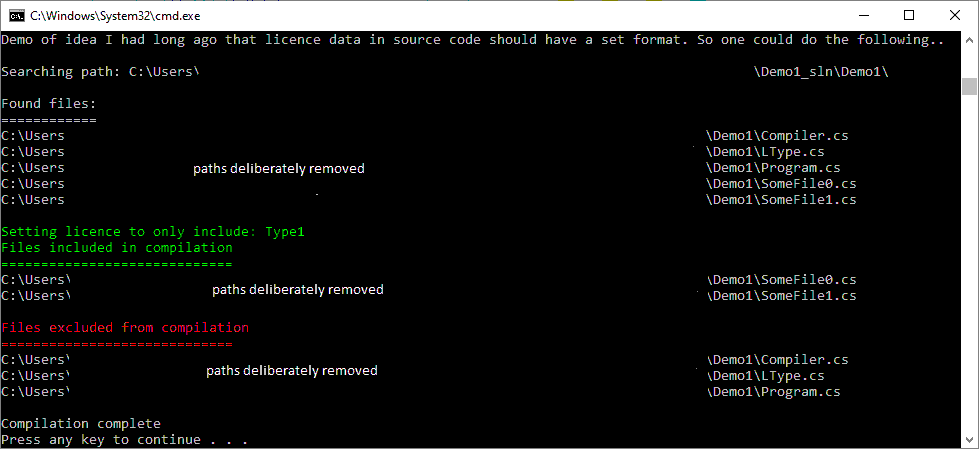 C:\Windows\System32\cmd.exe
Demo of idea I had long ago that licence data in source code should have a set format. So one could do the following..
Searching path: C:\Users\ \Demo1_sln\Demo1\
Found files:
============
C:\Users \Demo1\Compiler.cs
C:\Users \Demo1\LType.cs
C:\Users paths deliberately removed \Demo1\Program.cs
C:\Users \Demo1\SomeFile0.cs
C:\Users \Demo1\SomeFile1.cs
Setting licence to only include: Type1
Files included in compilation
=============================
C:\Users\ paths deliberately removed \Demo1\SomeFile0.cs
C:\Users\ \Demo1\SomeFile1.cs
Files excluded from compilation
=============================
C:\Users\ \Demo1\Compiler.cs
C:\Users\ paths deliberately removed \Demo1\LType.cs
C:\Users\ \Demo1\Program.cs
Compilation complete
Press any key to continue . . .